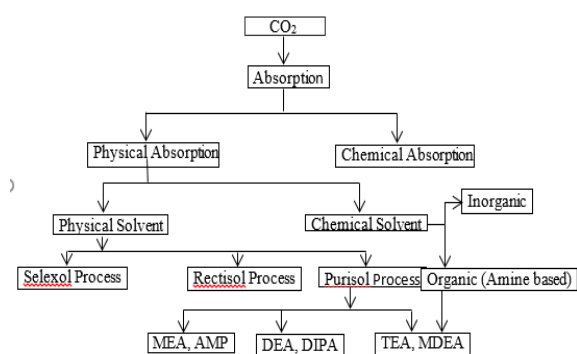 CO₂
Absorption
Physical Absorption
Chemical Absorption
Inorganic
Physical Solvent
Chemical Solvent
Selexol Process
Rectisol Process
Purisol Process
Organic (Amine based)
MEA, AMP
DEA, DIPA
TEA, MDEA